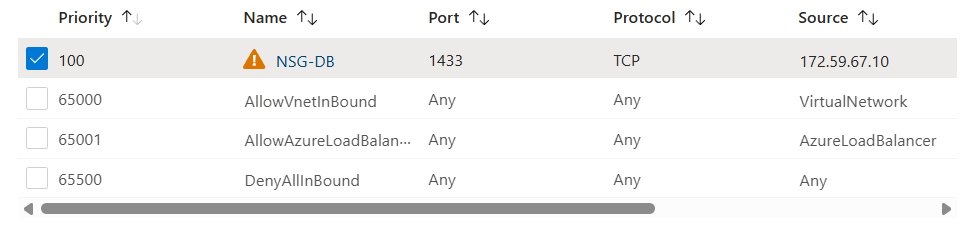 Priority Name Port Protocol Source
100 NSG-DB 1433 TCP 172.59.67.10
65000 AllowVnetInBound Any Any VirtualNetwork
65001 AllowAzureLoadBalan··· Any Any AzureLoadBalancer
65500 DenyAllInBound Any Any Any